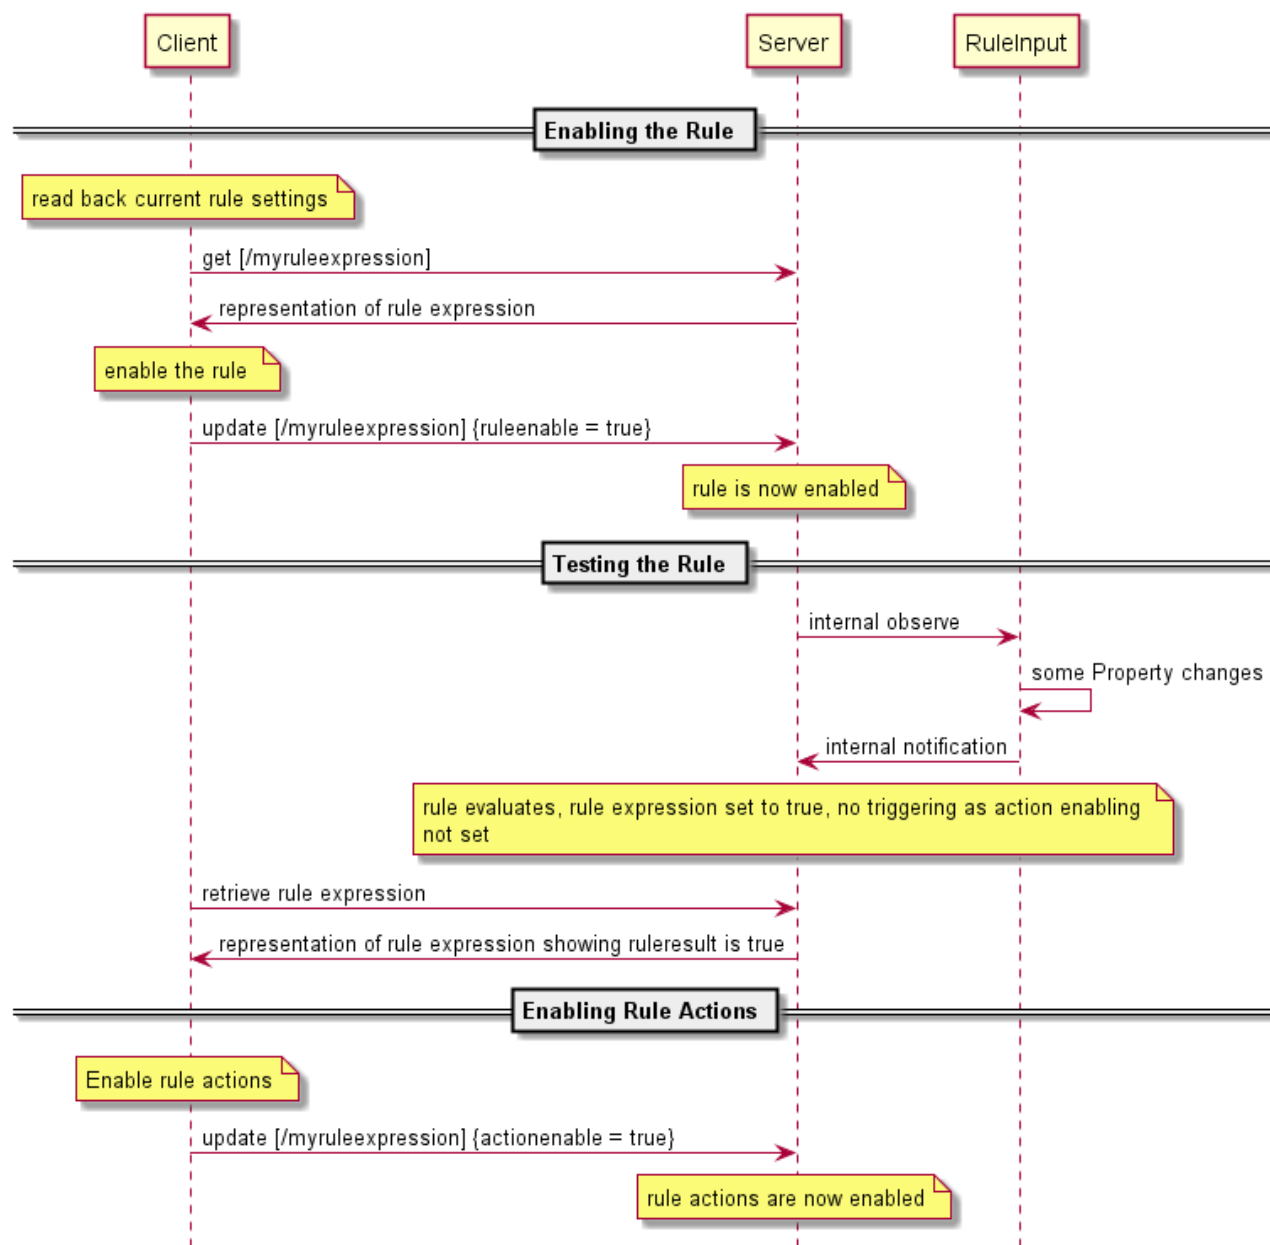 Client
Server
RuleInput
Enabling the Rule
read back current rule settings
get [/myruleexpression]
representation of rule expression
enable the rule
update [/myruleexpression] {ruleenable = true}
rule is now enabled
Testing the Rule
internal observe
some Property changes
internal notification
rule evaluates, rule expression set to true, no triggering as action enabling
not set
retrieve rule expression
representation of rule expression showing ruleresult is true
Enabling Rule Actions
Enable rule actions
update [/myruleexpression] {actionenable = true}
rule actions are now enabled